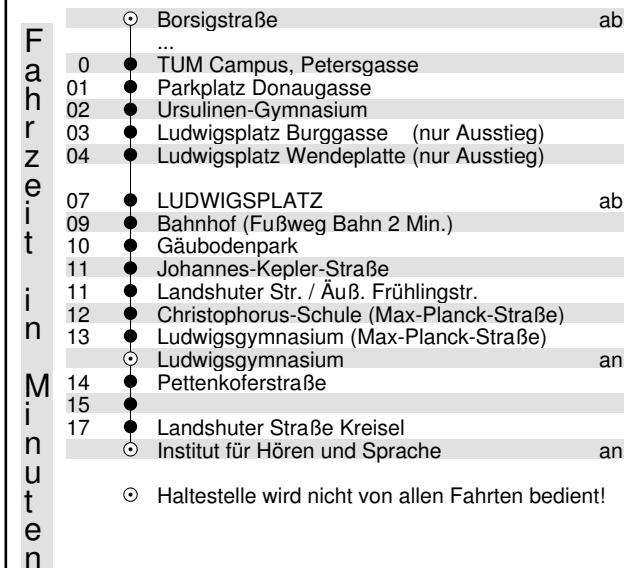 Fahrzeit in Minuten
Borsigstraße ab
...
0 TUM Campus, Petersgasse
01 Parkplatz Donaugasse
02 Ursulinen-Gymnasium
03 Ludwigsplatz Burggasse (nur Ausstieg)
04 Ludwigsplatz Wendeplatte (nur Ausstieg)
07 LUDWIGSPLATZ ab
09 Bahnhof (Fußweg Bahn 2 Min.)
10 Gäubodenpark
11 Johannes-Kepler-Straße
11 Landshuter Str. / Äuß. Frühlingstr.
12 Christophorus-Schule (Max-Planck-Straße)
13 Ludwigsgymnasium (Max-Planck-Straße)
Ludwigsgymnasium an
14 Pettenkoferstraße
15
17 Landshuter Straße Kreisel
Institut für Hören und Sprache an
Haltestelle wird nicht von allen Fahrten bedient!